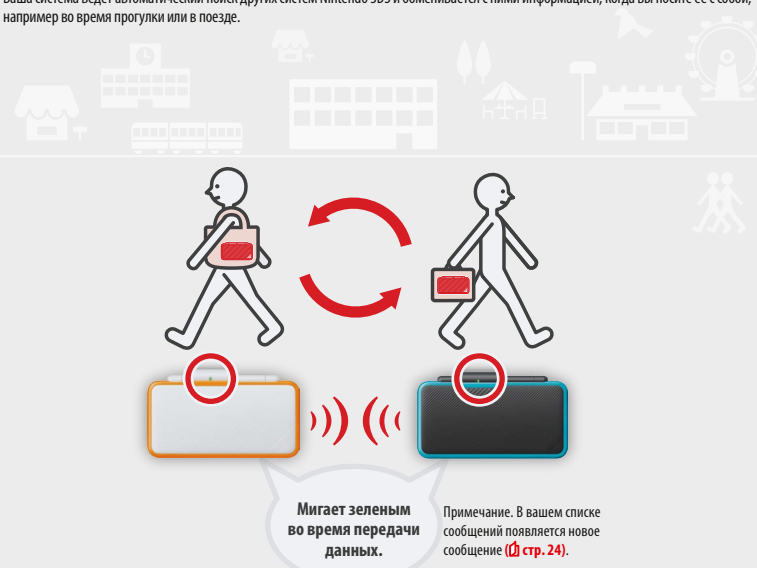 Ваша система ведет автоматический поиск других систем Nintendo 3DS и обменивается с ними информацией, когда вы носите ее с собой,
например во время прогулки или в поезде.
Мигает зеленым
во время передачи
данных.
Примечание. В вашем списке
сообщений появляется новое
сообщение (стр. 24).